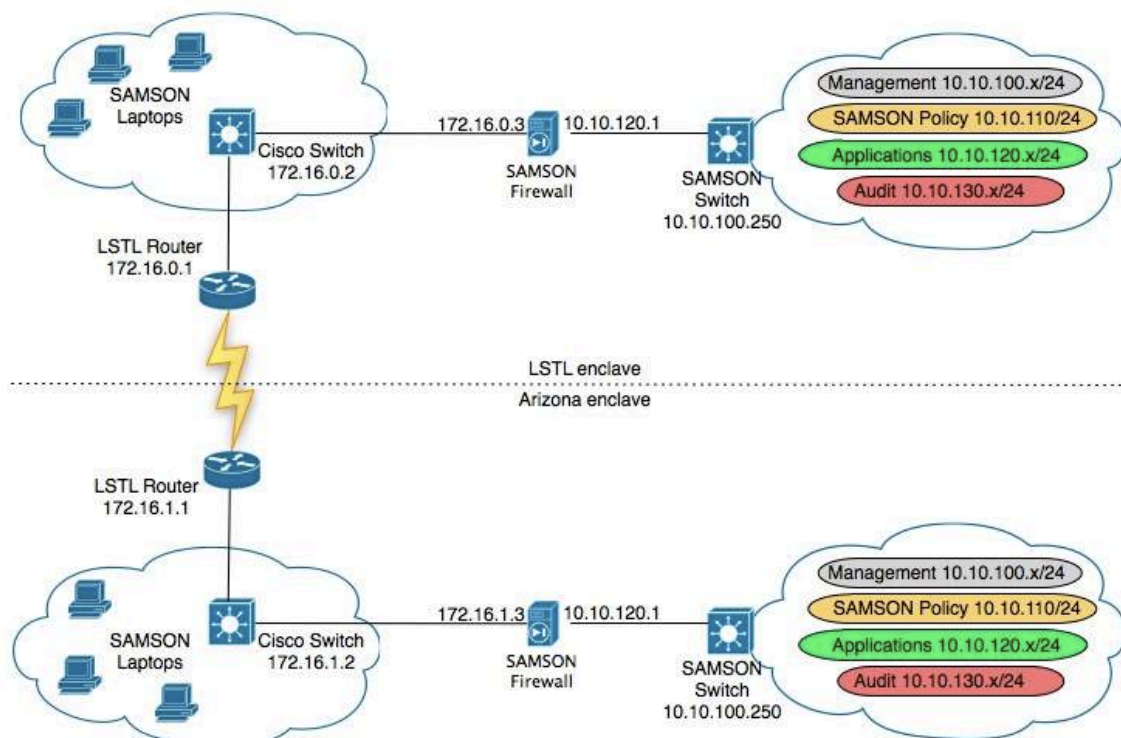 SAMSON
Laptops
Cisco Switch
172.16.0.2
172.16.0.3
10.10.120.1
SAMSON
Firewall
SAMSON
Switch
10.10.100.250
Management 10.10.100.x/24
SAMSON Policy 10.10.110/24
Applications 10.10.120.x/24
Audit 10.10.130.x/24
LSTL Router
172.16.0.1
LSTL enclave
Arizona enclave
LSTL Router
172.16.1.1
SAMSON
Laptops
Cisco Switch
172.16.1.2
172.16.1.3
10.10.120.1
SAMSON
Firewall
SAMSON
Switch
10.10.100.250
Management 10.10.100.x/24
SAMSON Policy 10.10.110/24
Applications 10.10.120.x/24
Audit 10.10.130.x/24